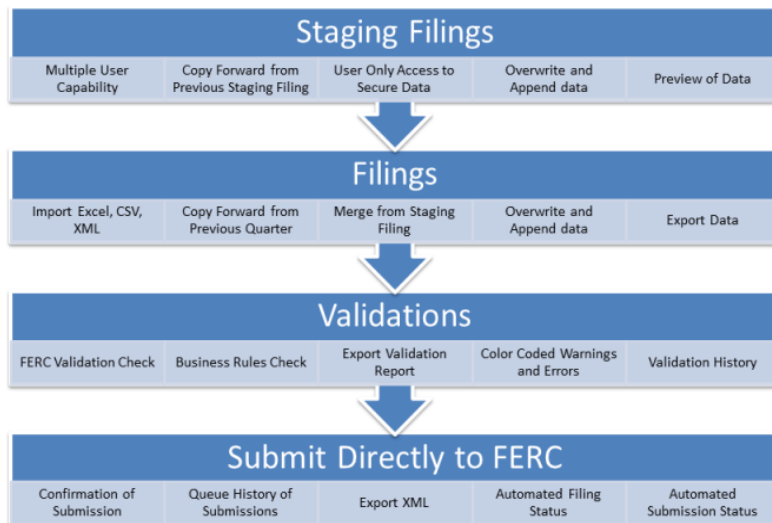 Staging Filings
Multiple User
Capability
Copy Forward from
Previous Staging Filing
User Only Access to
Secure Data
Overwrite and
Append data
Preview of Data
Filings
Import Excel, CSV,
XML
Copy Forward from
Previous Quarter
Merge from Staging
Filing
Overwrite and
Append data
Export Data
Validations
FERC Validation Check
Business Rules Check
Export Validation
Report
Color Coded Warnings
and Errors
Validation History
Submit Directly to FERC
Confirmation of
Submission
Queue History of
Submissions
Export XML
Automated Filing
Status
Automated
Submission Status